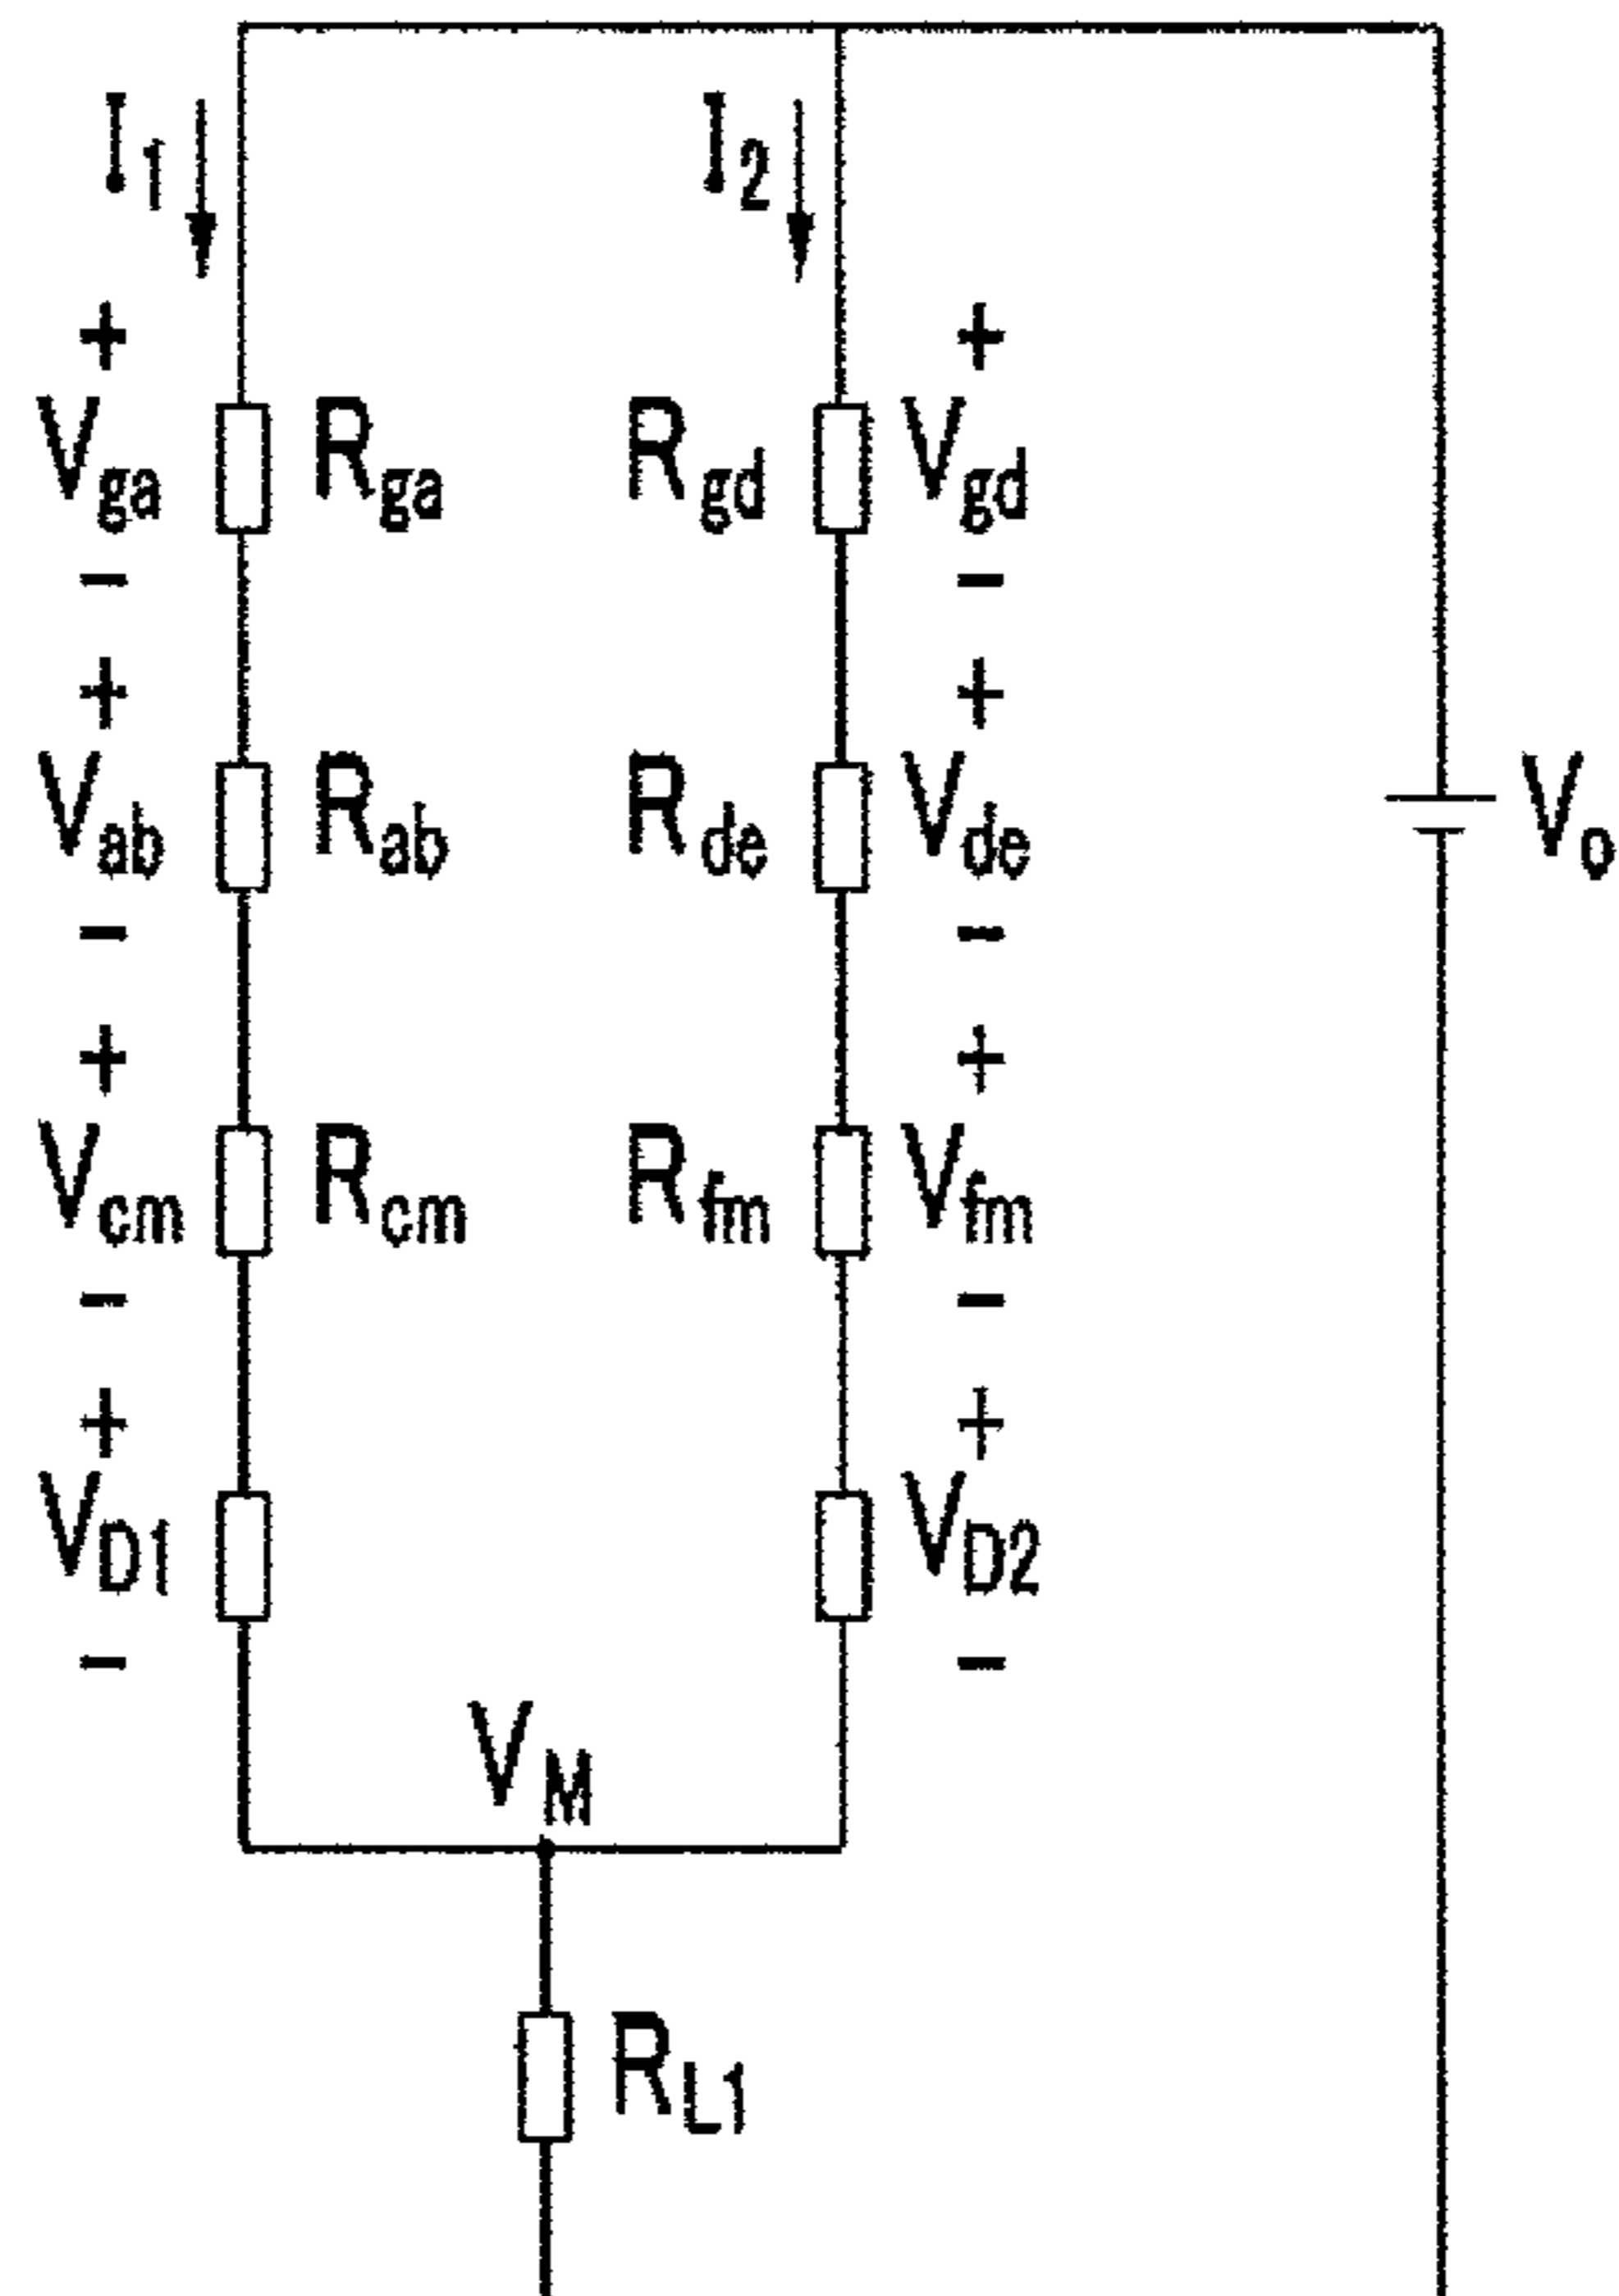 I1 I2
+ +
Vga Rga Rgd Vgd
− −
+ +
Vab Rab Rde Vde Vo
− −
+ +
Vcm Rcm Rfm Vfm
− −
+ +
VD1 VD2
− −
VM
RL1